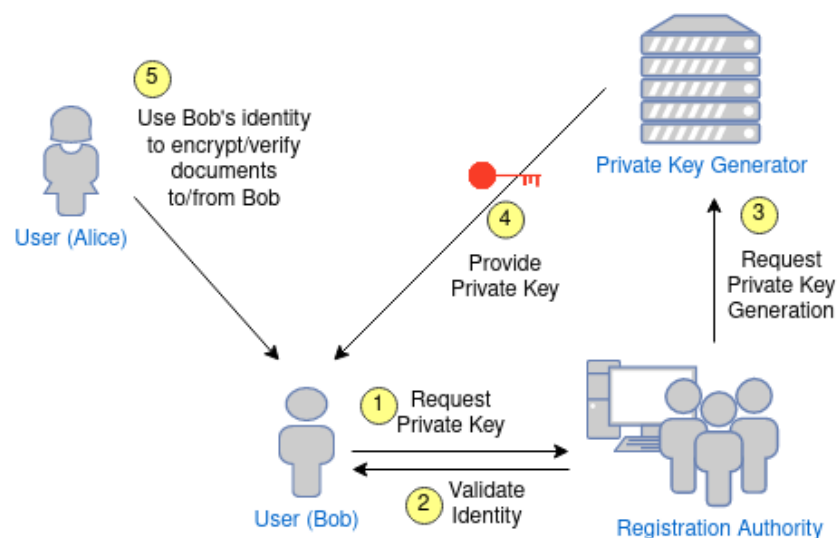 5
Use Bob's identity
to encrypt/verify
documents
to/from Bob
User (Alice)
Private Key Generator
4
Provide
Private Key
3
Request
Private Key
Generation
1
Request
Private Key
2
Validate
Identity
User (Bob)
Registration Authority